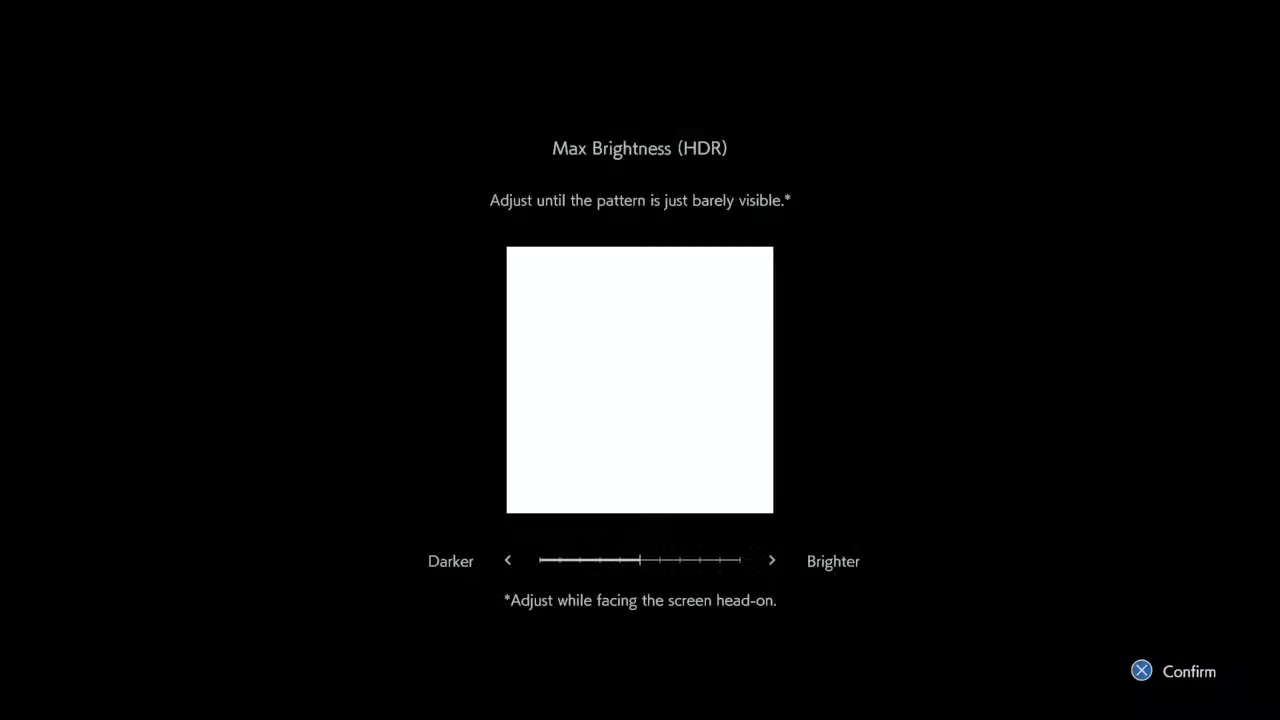 Max Brightness (HDR)
Adjust until the pattern is just barely visible.*
Darker < > Brighter
*Adjust while facing the screen head-on.
Confirm